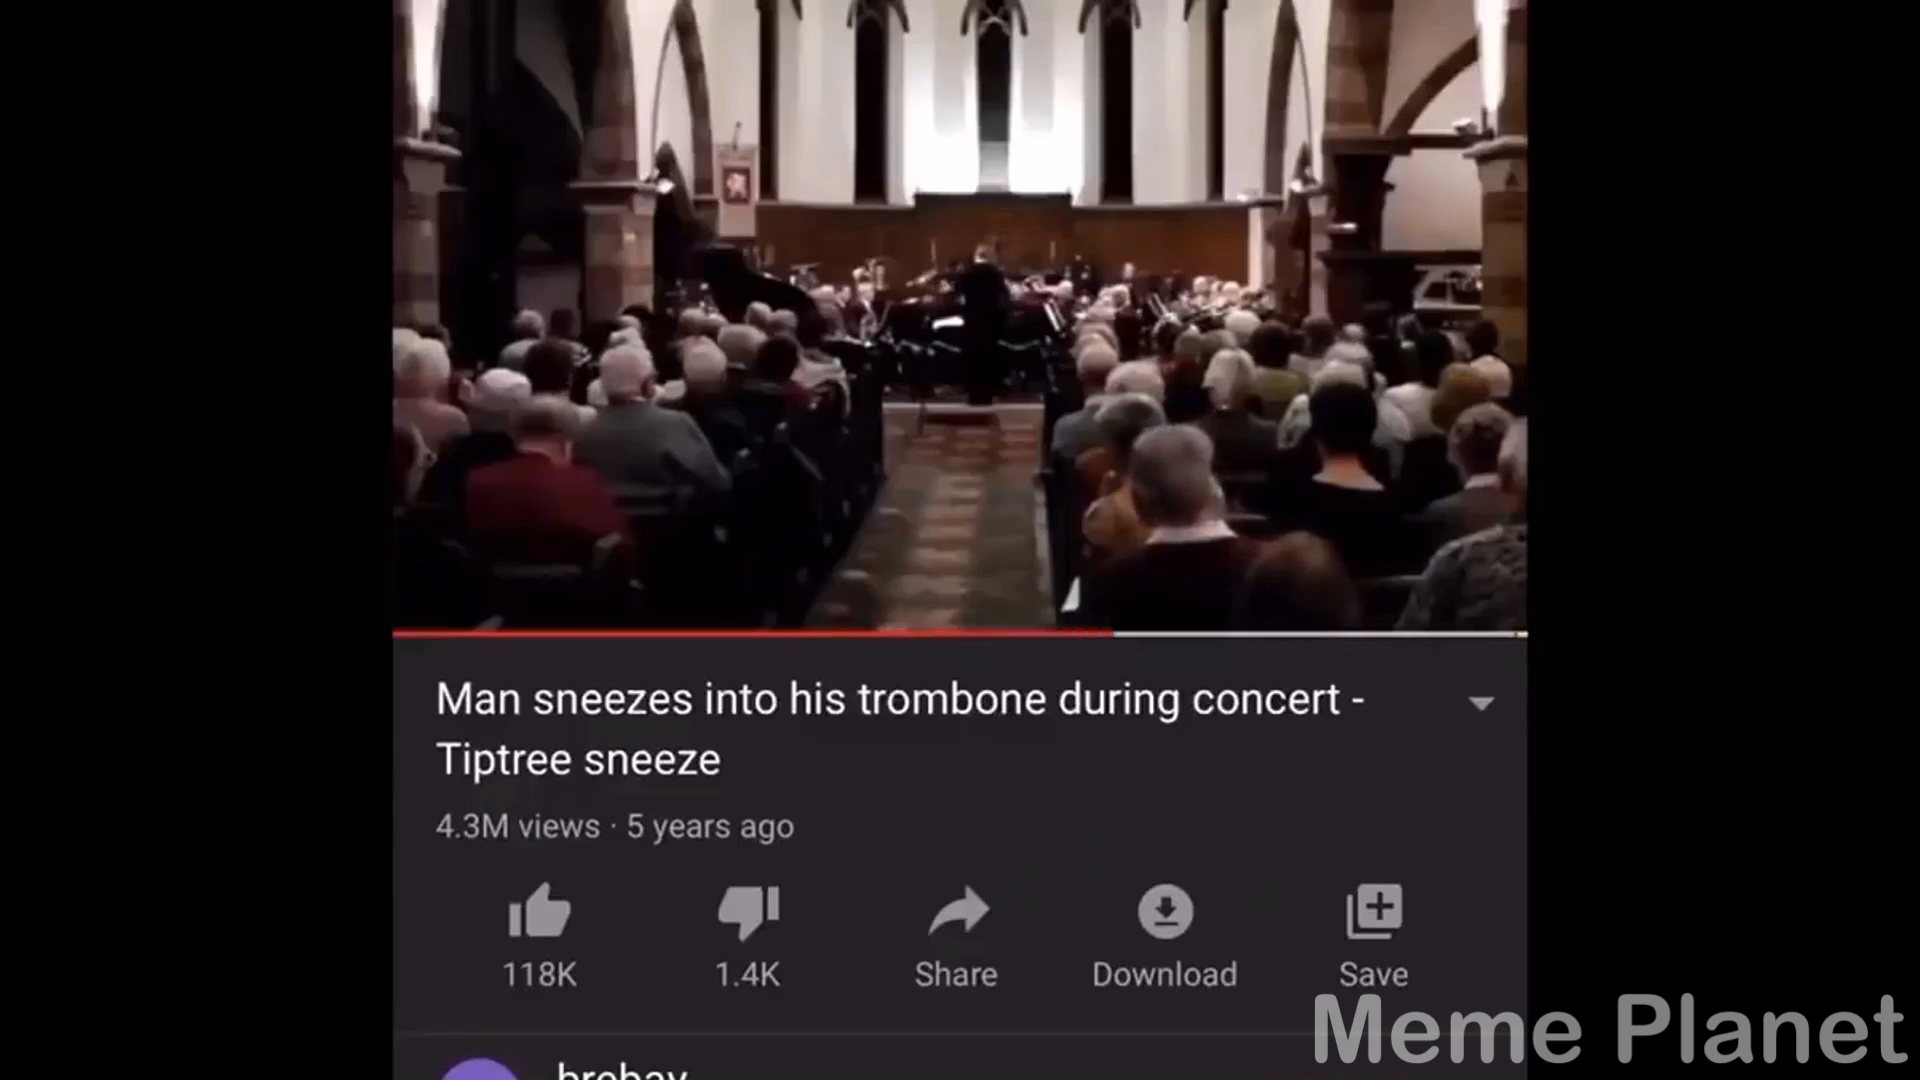 Man sneezes into his trombone during concert -
Tiptree sneeze
4.3M views · 5 years ago
118K
1.4K
Share
Download
Save
Meme Planet